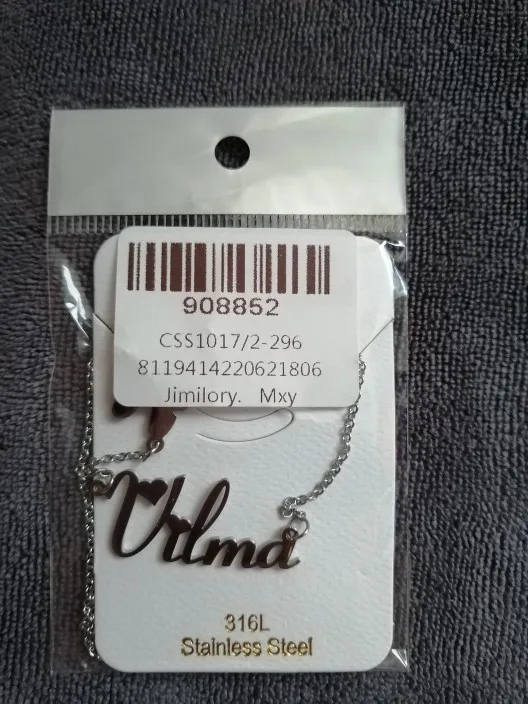 908852
CSS1017/2-296
8119414220621806
Jimilory. Mxy
Vilma
316L
Stainless Steel